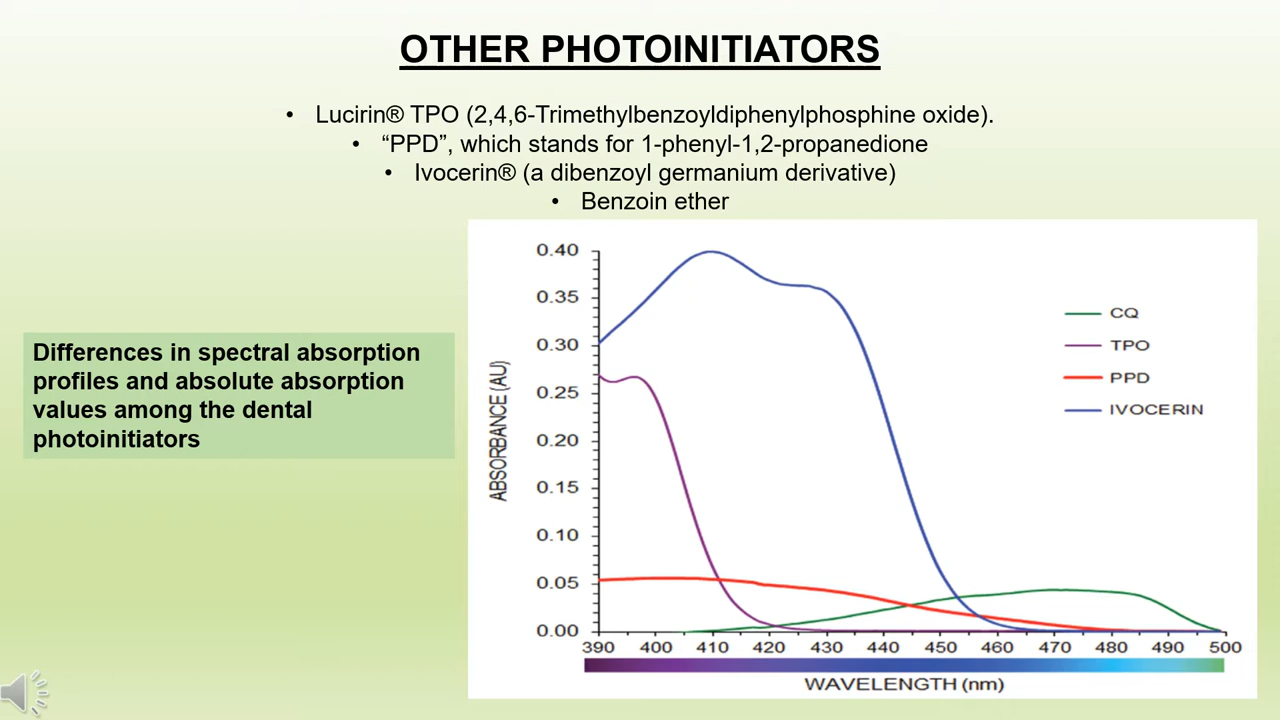 OTHER PHOTOINITIATORS
• Lucirin® TPO (2,4,6-Trimethylbenzoyldiphenylphosphine oxide).
• “PPD”, which stands for 1-phenyl-1,2-propanedione
• Ivocerin® (a dibenzoyl germanium derivative)
• Benzoin ether
Differences in spectral absorption
profiles and absolute absorption
values among the dental
photoinitiators
ABSORBANCE (AU)
0.40
0.35
0.30
0.25
0.20
0.15
0.10
0.05
0.00
CQ
TPO
PPD
IVOCERIN
390 400 410 420 430 440 450 460 470 480 490 500
WAVELENGTH (nm)